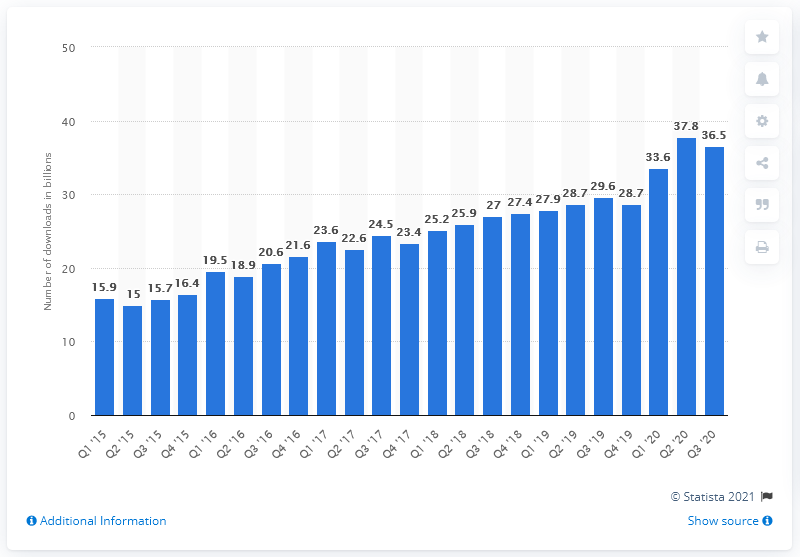 50
40
30
20
10
0
Number of downloads in billions
15.9
15
15.7
16.4
19.5
18.9
20.6
21.6
23.6
22.6
24.5
23.4
25.2
25.9
27
27.4
27.9
28.7
29.6
28.7
33.6
37.8
36.5
Q1 '15
Q2 '15
Q3 '15
Q4 '15
Q1 '16
Q2 '16
Q3 '16
Q4 '16
Q1 '17
Q2 '17
Q3 '17
Q4 '17
Q1 '18
Q2 '18
Q3 '18
Q4 '18
Q1 '19
Q2 '19
Q3 '19
Q4 '19
Q1 '20
Q2 '20
Q3 '20
© Statista 2021
Additional Information
Show source